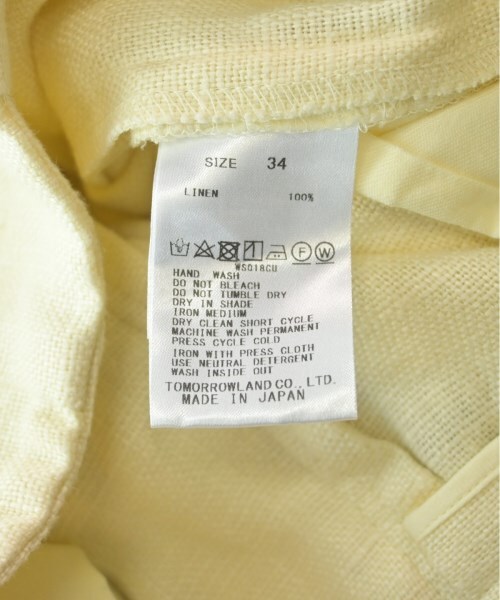 SIZE 34
LINEN 100%
F W
WS018CU
HAND WASH
DO NOT BLEACH
DO NOT TUMBLE DRY
DRY IN SHADE
IRON MEDIUM
DRY CLEAN SHORT CYCLE
MACHINE WASH PERMANENT
PRESS CYCLE COLD
IRON WITH PRESS CLOTH
USE NEUTRAL DETERGENT
WASH INSIDE OUT
TOMORROWLAND CO., LTD.
MADE IN JAPAN